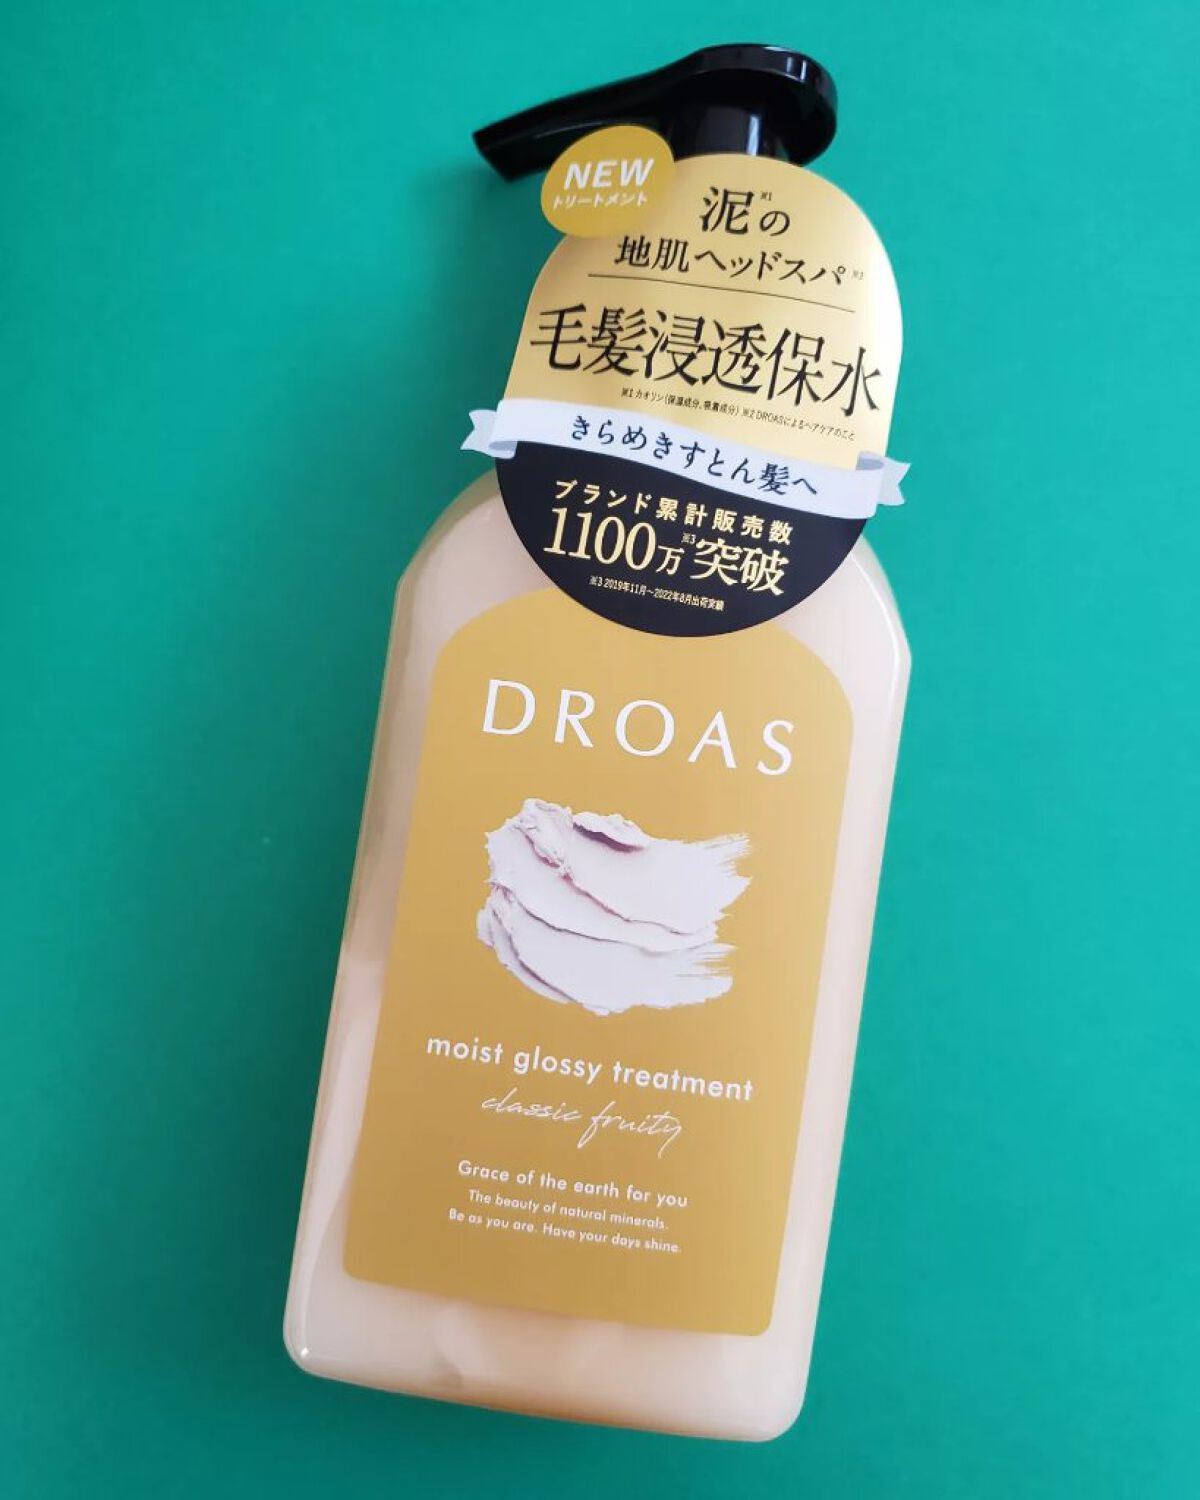 NEW
トリートメント
泥※1の
地肌ヘッドスパ※2
毛髪浸透保水
※1 カオリン(保湿成分、吸着成分) ※2 DROASによるヘアケアのこと
きらめきすとん髪へ
ブランド累計販売数
1100万※3突破
※3 2019年11月〜2022年8月出荷実績
DROAS
moist glossy treatment
classic fruity
Grace of the earth for you
The beauty of natural minerals.
Be as you are. Have your days shine.